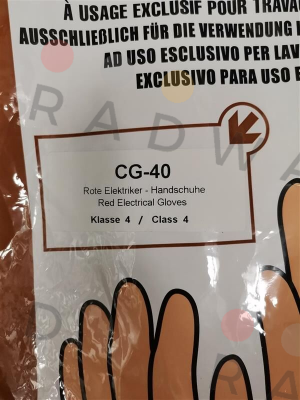 À USAGE EXCLUSIF POUR TRAVA
AUSSCHLIEßLICH FÜR DIE VERWENDUNG
AD USO ESCLUSIVO PER LAV
EXCLUSIVO PARA USO E
RADWA
CG-40
Rote Elektriker - Handschuhe
Red Electrical Gloves
Klasse 4 / Class 4